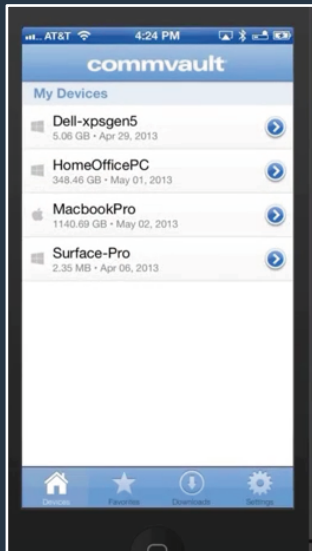 AT&T 4:24 PM
commvault
My Devices
Dell-xpsgen5
5.06 GB • Apr 29, 2013
HomeOfficePC
348.46 GB • May 01, 2013
MacbookPro
1140.69 GB • May 02, 2013
Surface-Pro
2.35 MB • Apr 06, 2013
Devices Favorites Downloads Settings